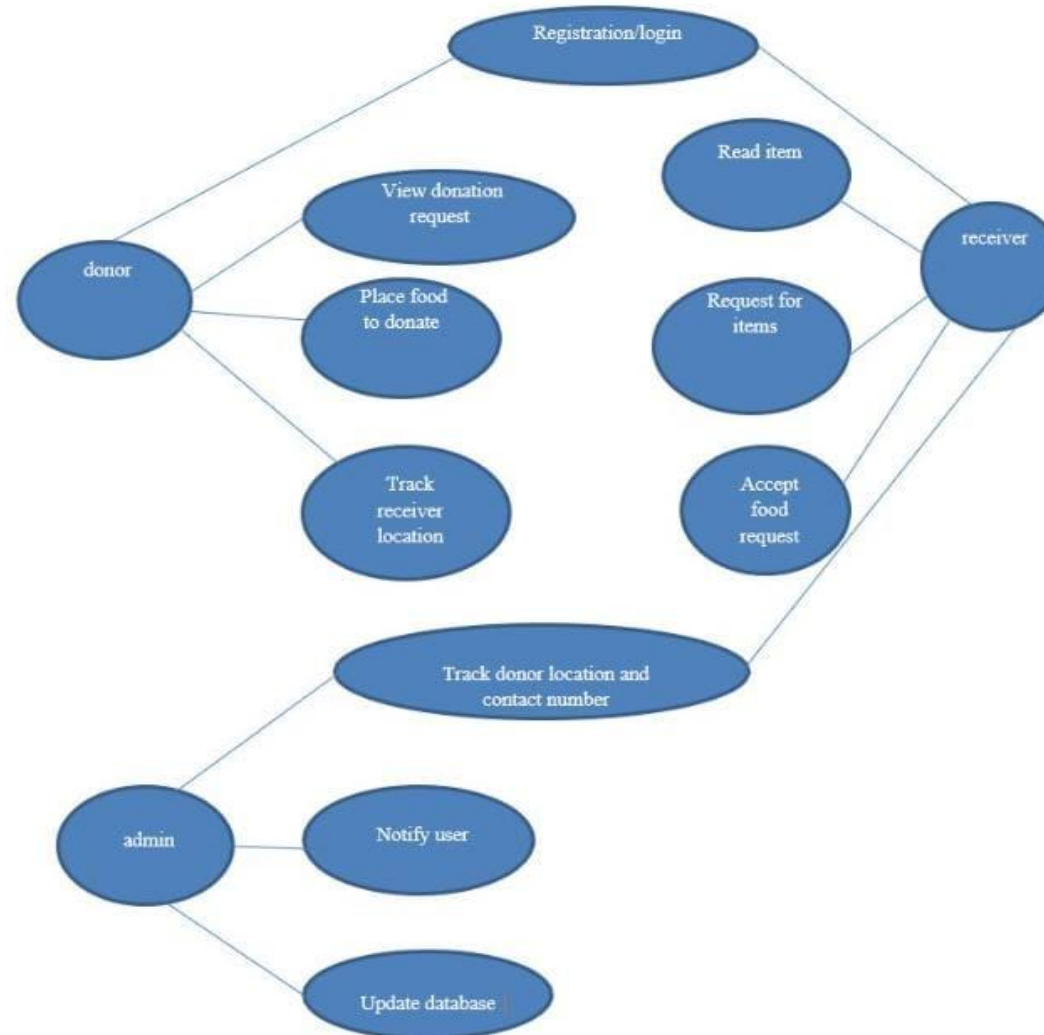 Registration/login
Read item
View donation
request
receiver
donor
Place food
to donate
Request for
items
Track
receiver
location
Accept
food
request
Track donor location and
contact number
admin
Notify user
Update database